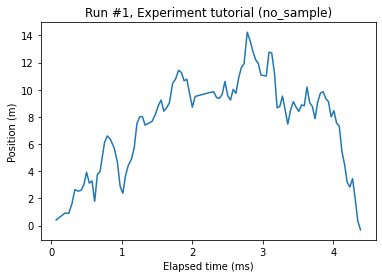 Run #1, Experiment tutorial (no_sample)
14
12
10
8
6
4
2
0
Position (m)
0 1 2 3 4
Elapsed time (ms)